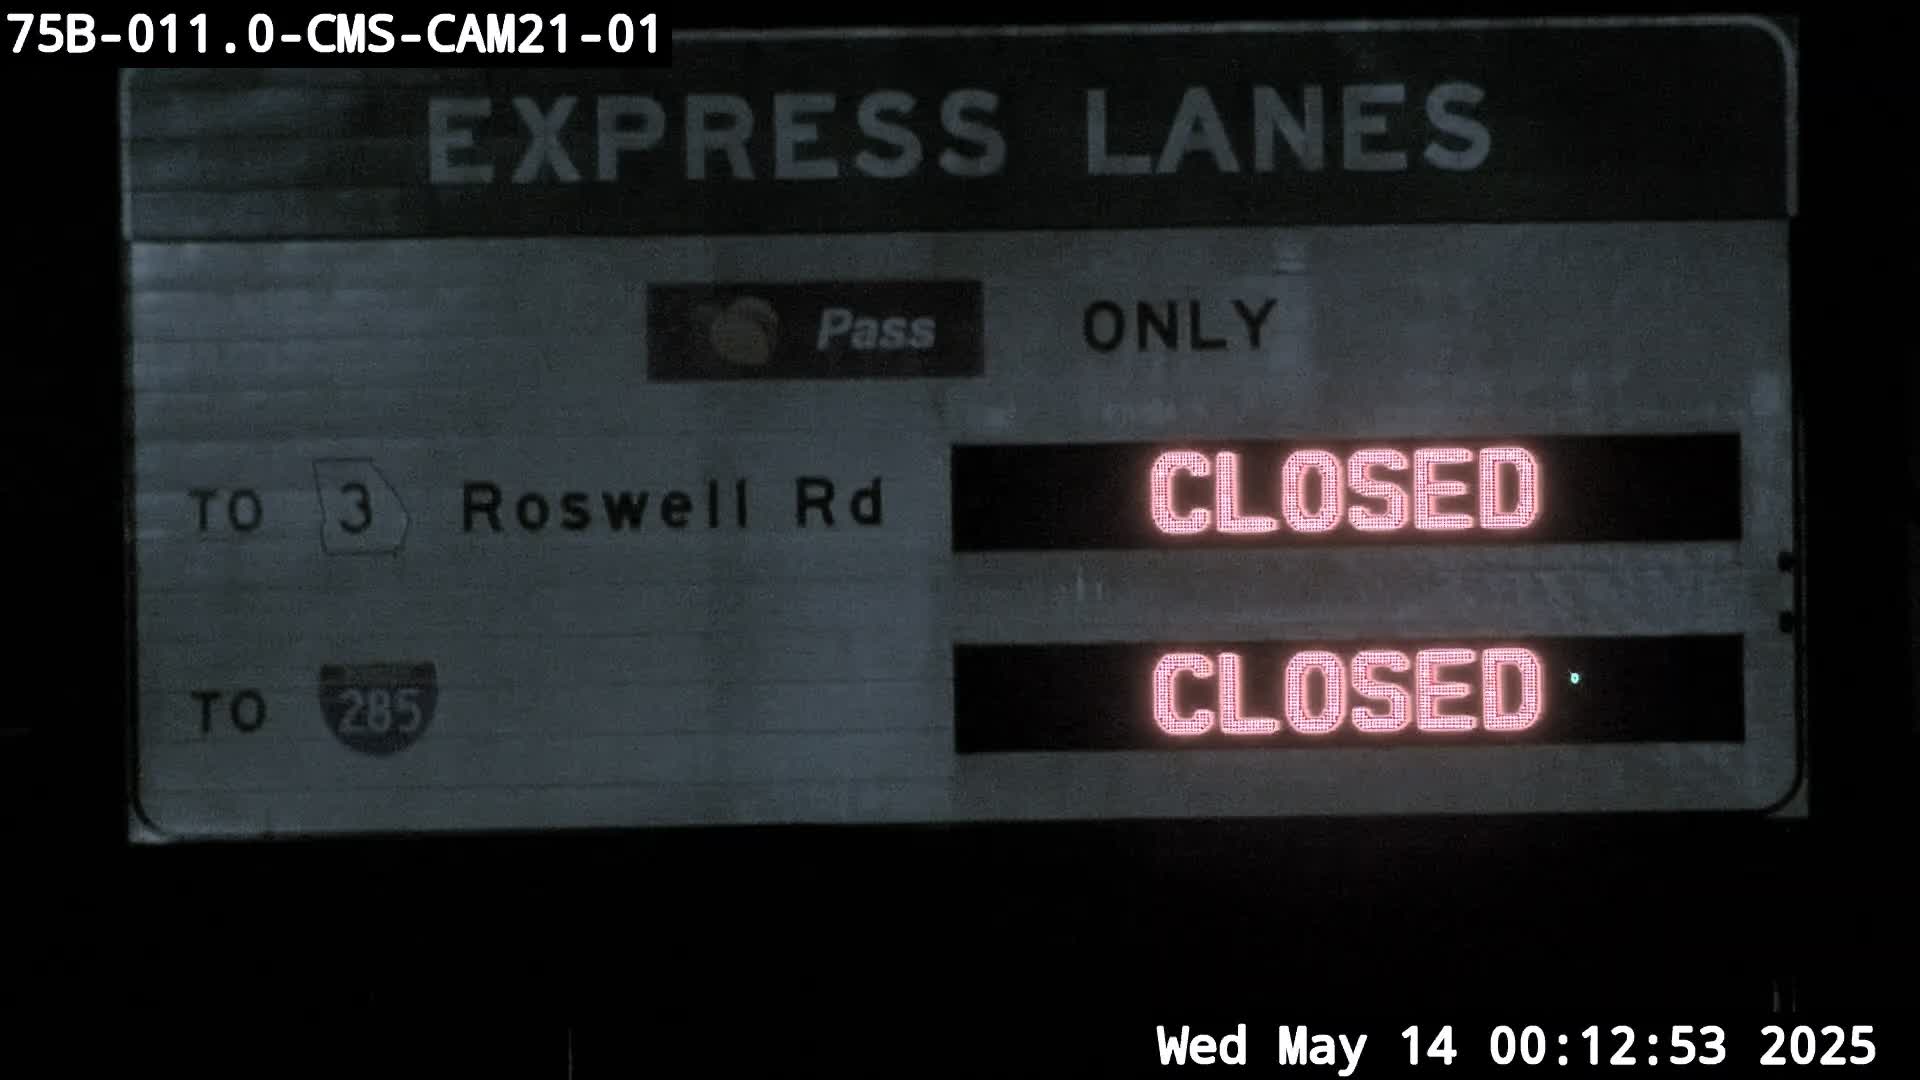 75B-011.0-CMS-CAM21-01
EXPRESS LANES
Pass ONLY
TO 3 Roswell Rd CLOSED
TO 285 CLOSED
Wed May 14 00:12:53 2025